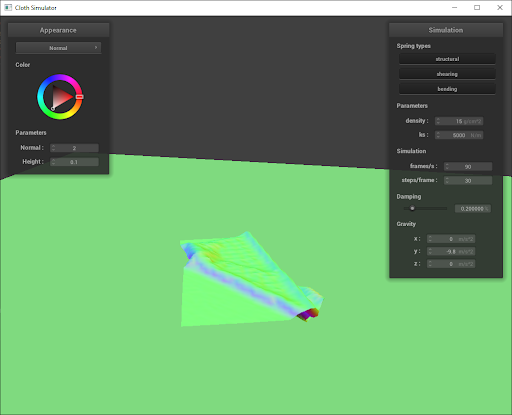 Cloth Simulator
Appearance
Normal
Color
Parameters
Normal : 2
Height : 0.1
Simulation
Spring types
structural
shearing
bending
Parameters
density : 15 g/cm^2
ks : 5000 N/m
Simulation
frames/s : 90
steps/frame : 30
Damping
0.200000 %
Gravity
x : 0 m/s^2
y : -9.8 m/s^2
z : 0 m/s^2